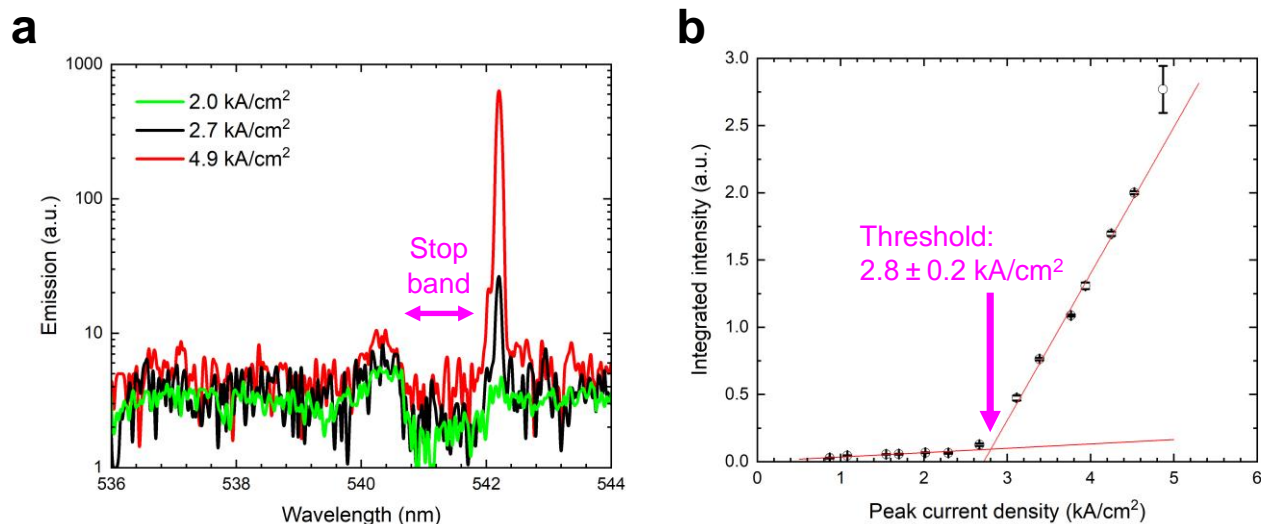 a
1000
100
10
1
Emission (a.u.)
2.0 kA/cm²
2.7 kA/cm²
4.9 kA/cm²
Stop
band
536
538
540
542
544
Wavelength (nm)
b
3.0
2.5
2.0
1.5
1.0
0.5
0.0
Integrated intensity (a.u.)
Threshold:
2.8 ± 0.2 kA/cm²
0
1
2
3
4
5
6
Peak current density (kA/cm²)